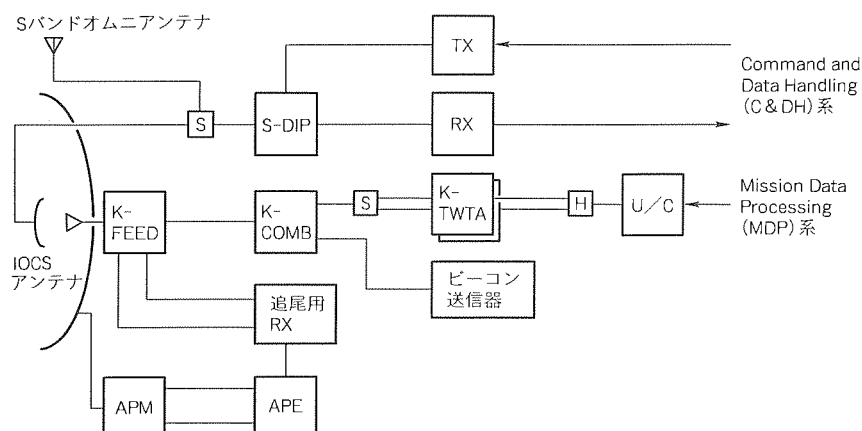 Sバンドオムニアンテナ
TX
Command and
Data Handling
(C&DH)系
S
S-DIP
RX
K-
FEED
K-
COMB
S
K-
TWTA
H
U/C
Mission Data
Processing
(MDP)系
IOCS
アンテナ
ビーコン
送信器
追尾用
RX
APM
APE